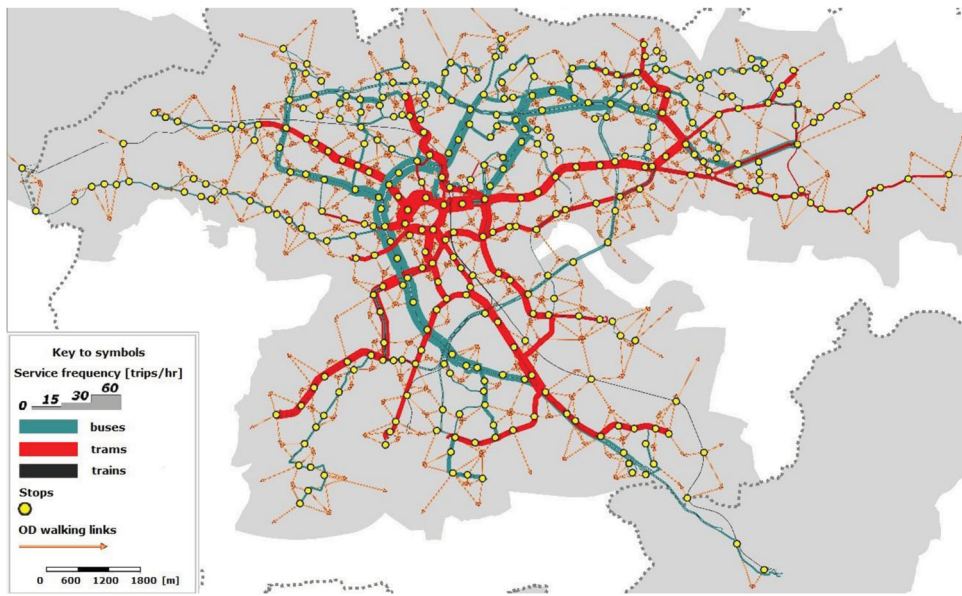 Key to symbols
Service frequency [trips/hr]
0 15 30 60
buses
trams
trains
Stops
OD walking links
0 600 1200 1800 [m]